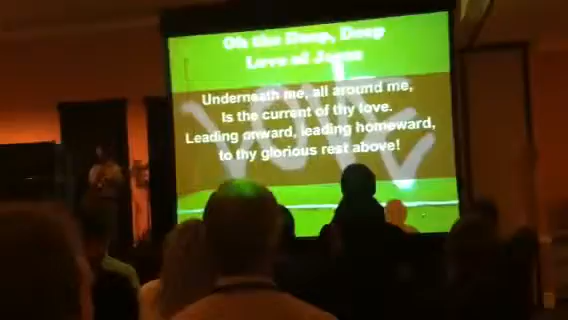 Oh the Deep, Deep
Love of Jesus
Underneath me, all around me,
Is the current of thy love.
Leading onward, leading homeward,
to thy glorious rest above!
LOVE